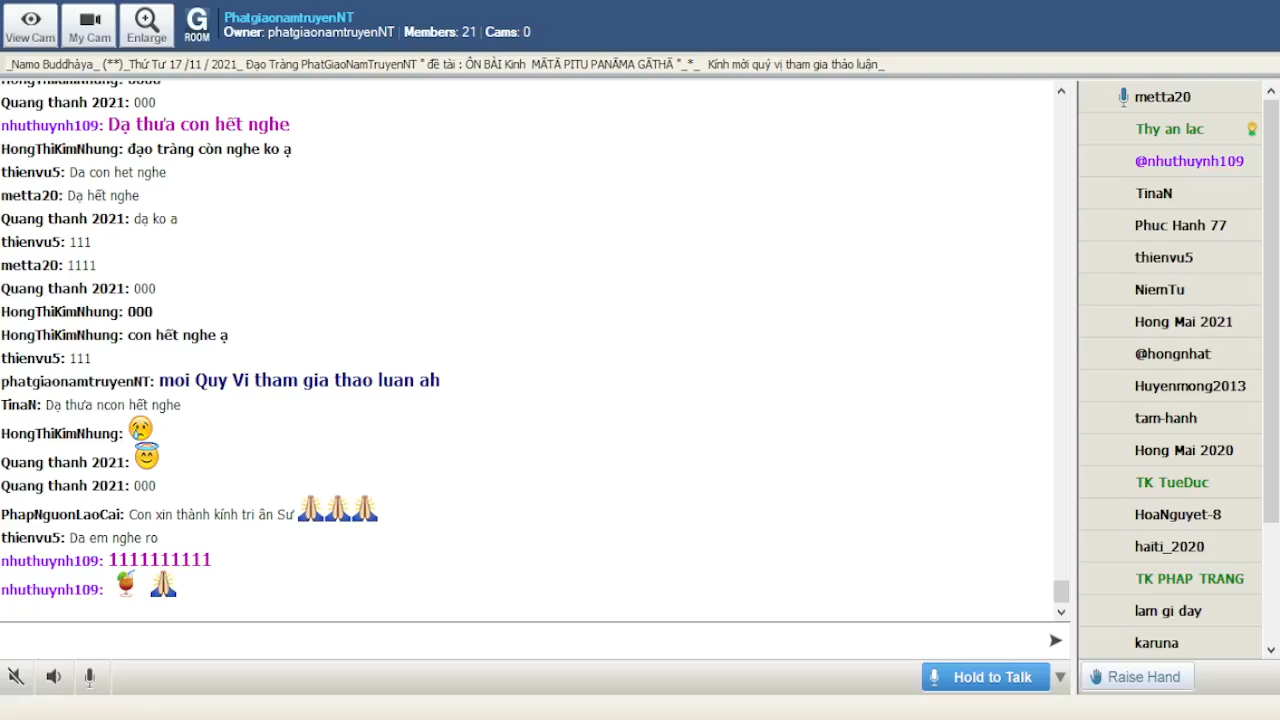 View Cam
My Cam
Enlarge
G
ROOM
PhatgiaonamtruyenNT
Owner: phatgiaonamtruyenNT | Members: 21 | Cams: 0
_Namo Buddhàya_ (**)_Thứ Tư 17 /11 / 2021_ Đạo Tràng PhatGiaoNamTruyenNT " đề tài : ÔN BÀI Kinh MĀTĀ PITU PANĀMA GĀTHĀ "_*_ Kính mời quý vị tham gia thảo luận_
HongThiKimNhung: 0000
Quang thanh 2021: 000
nhuthuynh109: Dạ thưa con hết nghe
HongThiKimNhung: đạo tràng còn nghe ko ạ
thienvu5: Da con het nghe
metta20: Dạ hết nghe
Quang thanh 2021: dạ ko a
thienvu5: 111
metta20: 1111
Quang thanh 2021: 000
HongThiKimNhung: 000
HongThiKimNhung: con hết nghe ạ
thienvu5: 111
phatgiaonamtruyenNT: moi Quy Vi tham gia thao luan ah
TinaN: Dạ thưa ncon hết nghe
HongThiKimNhung:
Quang thanh 2021:
Quang thanh 2021: 000
PhapNguonLaoCai: Con xin thành kính tri ân Sư
thienvu5: Da em nghe ro
nhuthuynh109: 1111111111
nhuthuynh109:
Hold to Talk
metta20
Thy an lac
@nhuthuynh109
TinaN
Phuc Hanh 77
thienvu5
NiemTu
Hong Mai 2021
@hongnhat
Huyenmong2013
tam-hanh
Hong Mai 2020
TK TueDuc
HoaNguyet-8
haiti_2020
TK PHAP TRANG
lam gi day
karuna
Raise Hand